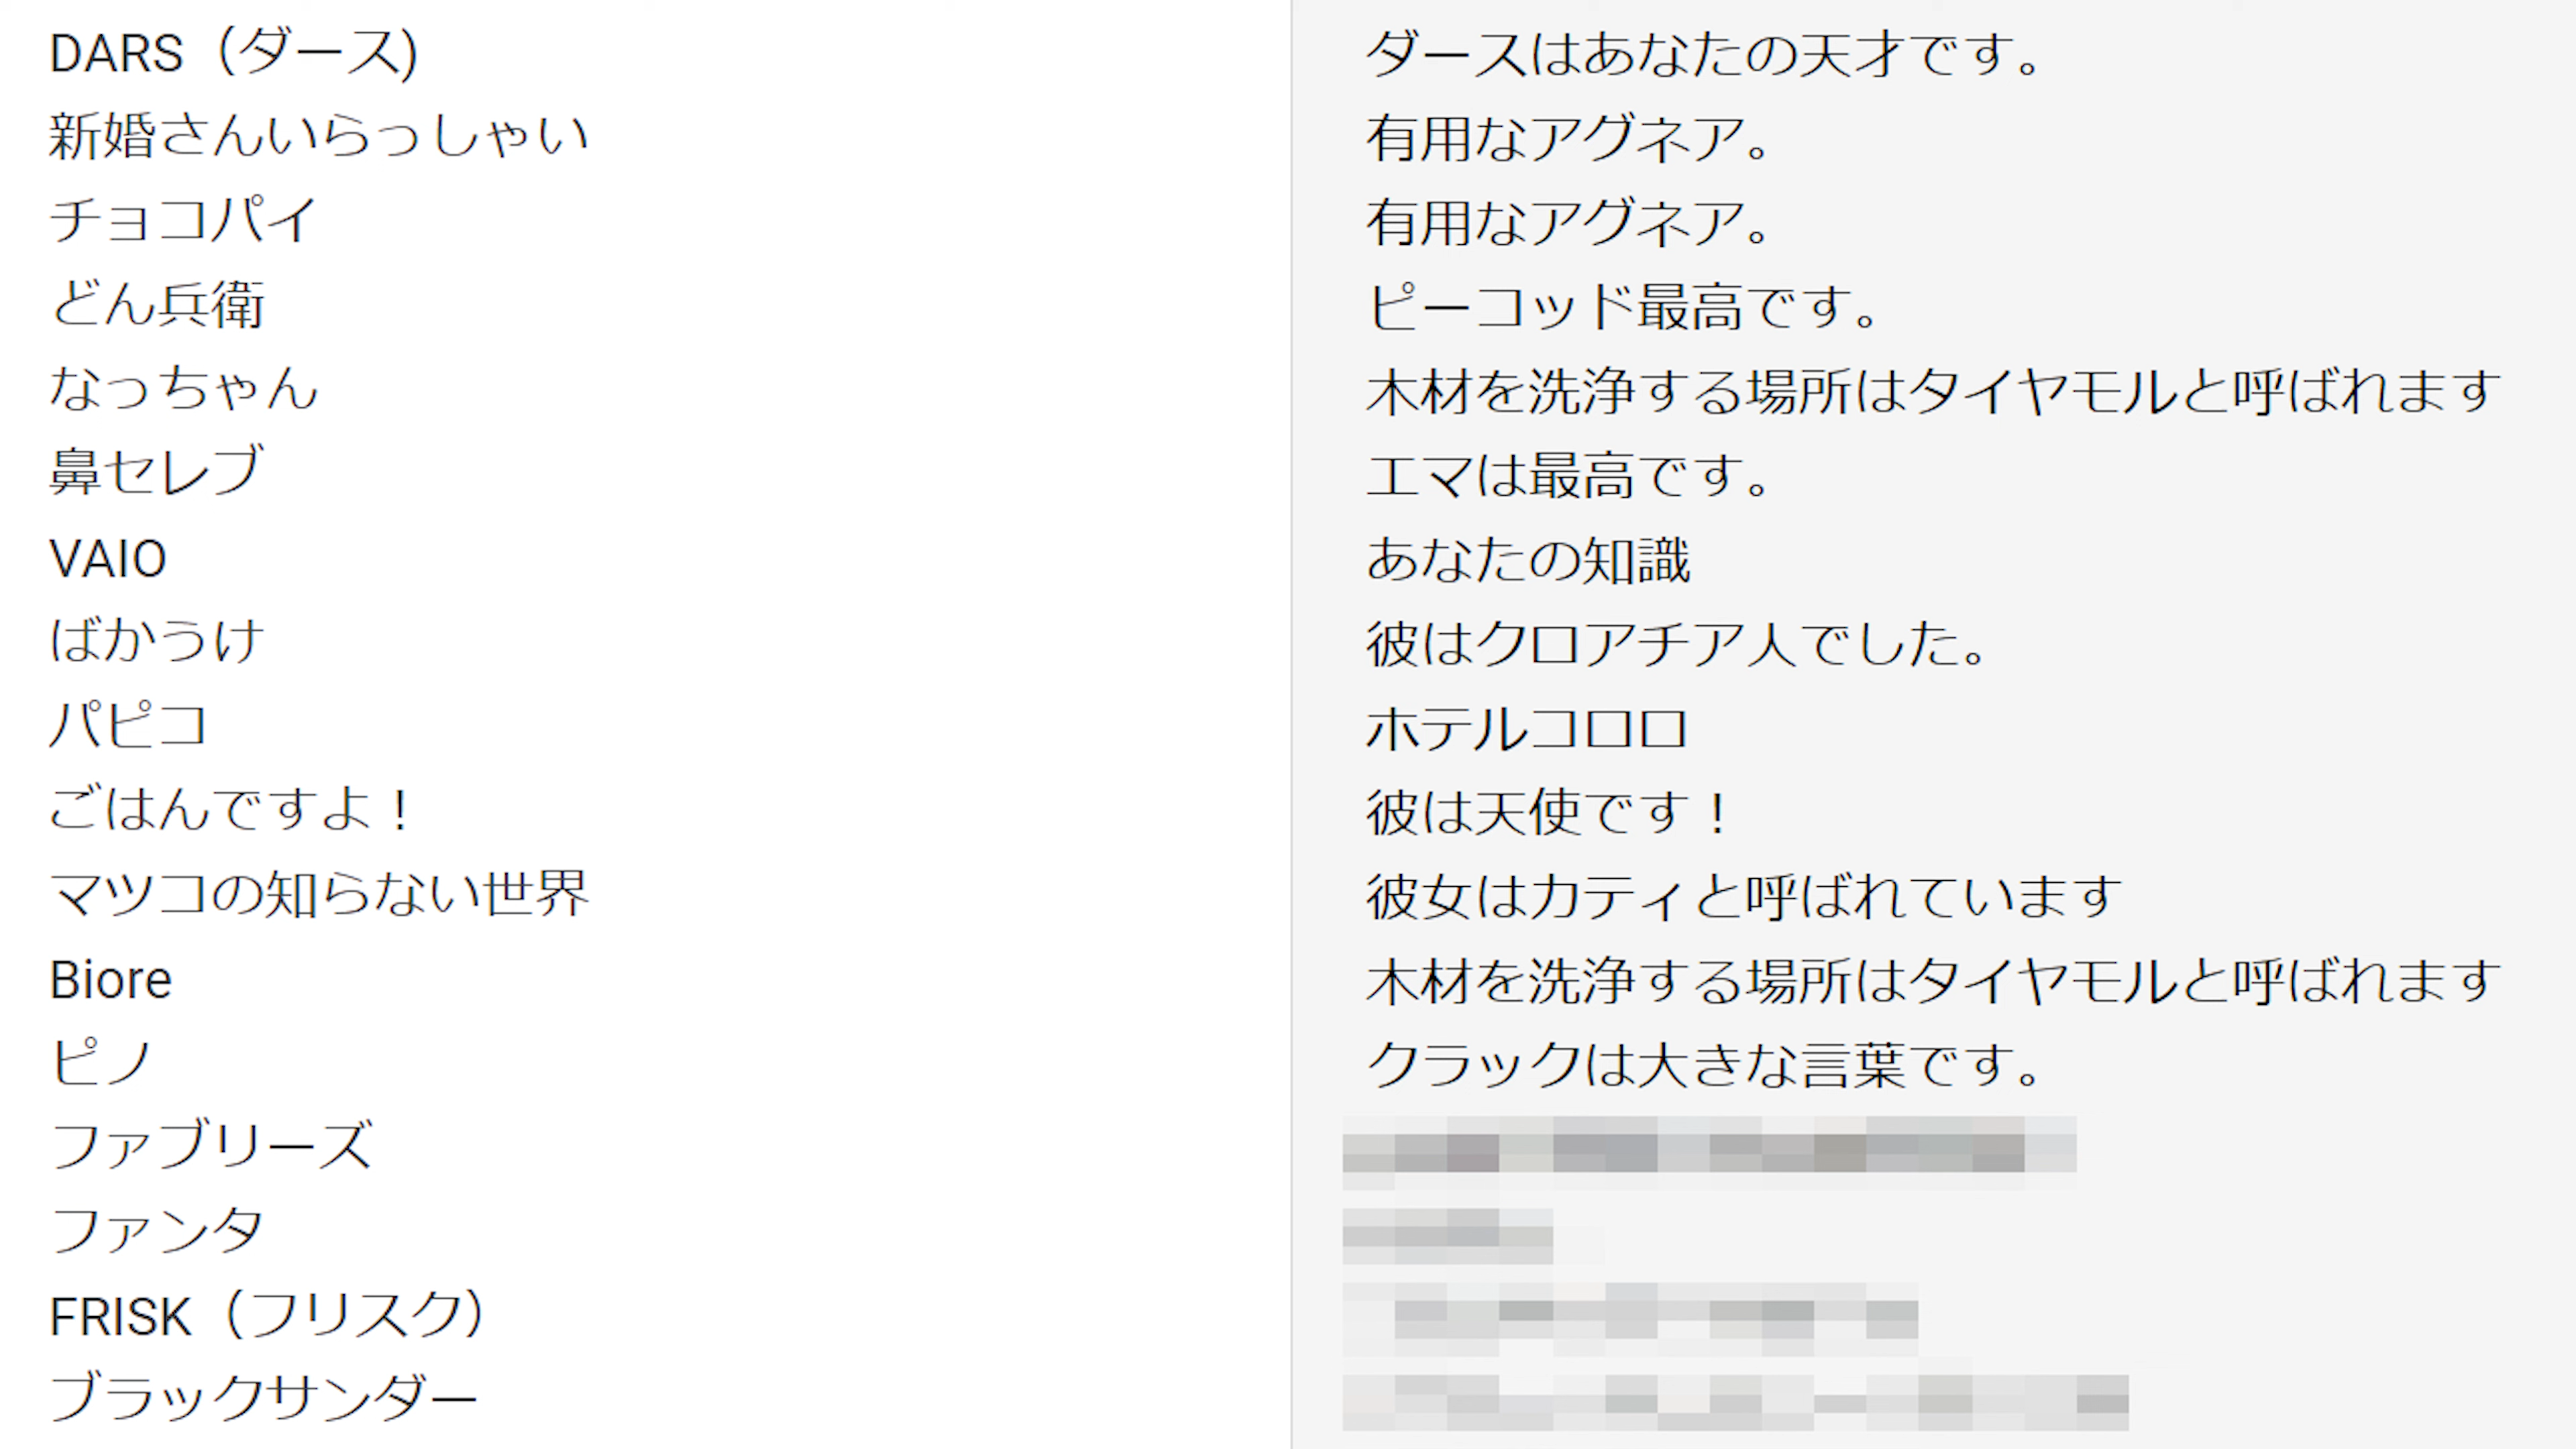 DARS（ダース)
新婚さんいらっしゃい
チョコパイ
どん兵衛
なっちゃん
鼻セレブ
VAIO
ばかうけ
パピコ
ごはんですよ！
マツコの知らない世界
Biore
ピノ
ファブリーズ
ファンタ
FRISK（フリスク）
ブラックサンダー
ダースはあなたの天才です。
有用なアグネア。
有用なアグネア。
ピーコッド最高です。
木材を洗浄する場所はタイヤモルと呼ばれます
エマは最高です。
あなたの知識
彼はクロアチア人でした。
ホテルコロロ
彼は天使です！
彼女はカティと呼ばれています
木材を洗浄する場所はタイヤモルと呼ばれます
クラックは大きな言葉です。